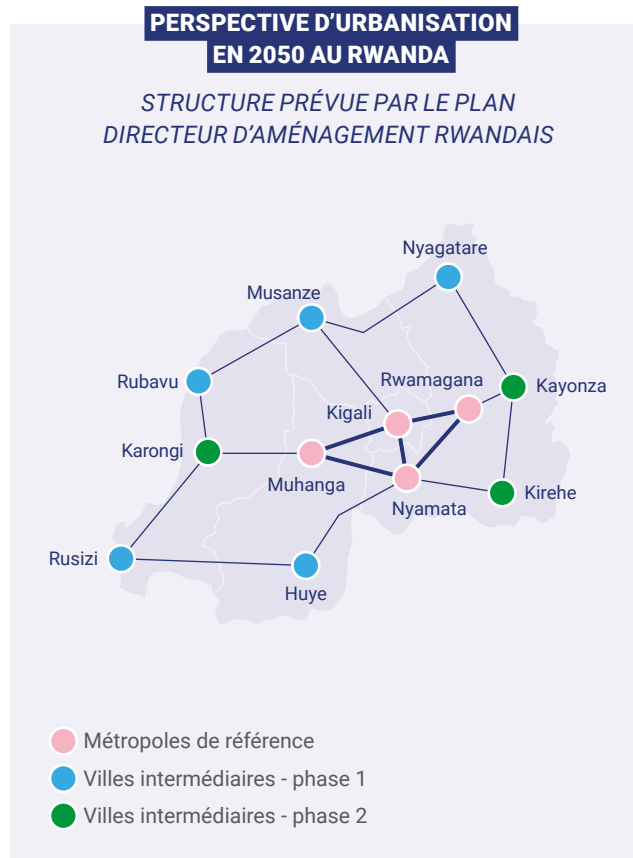 PERSPECTIVE D'URBANISATION
EN 2050 AU RWANDA
STRUCTURE PRÉVUE PAR LE PLAN
DIRECTEUR D'AMÉNAGEMENT RWANDAIS
Nyagatare
Musanze
Rubavu
Rwamagana
Kayonza
Kigali
Karongi
Muhanga
Nyamata
Kirehe
Rusizi
Huye
Métropoles de référence
Villes intermédiaires - phase 1
Villes intermédiaires - phase 2